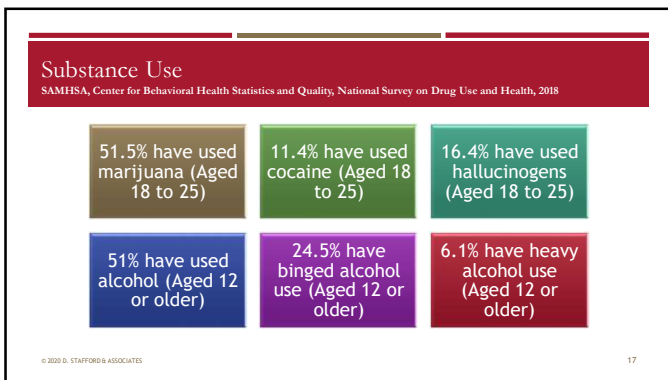 Substance Use
SAMHSA, Center for Behavioral Health Statistics and Quality, National Survey on Drug Use and Health, 2018
51.5% have used
marijuana (Aged
18 to 25)
11.4% have used
cocaine (Aged 18
to 25)
16.4% have used
hallucinogens
(Aged 18 to 25)
51% have used
alcohol (Aged 12
or older)
24.5% have
binged alcohol
use (Aged 12 or
older)
6.1% have heavy
alcohol use
(Aged 12 or
older)
© 2020 D. STAFFORD & ASSOCIATES
17